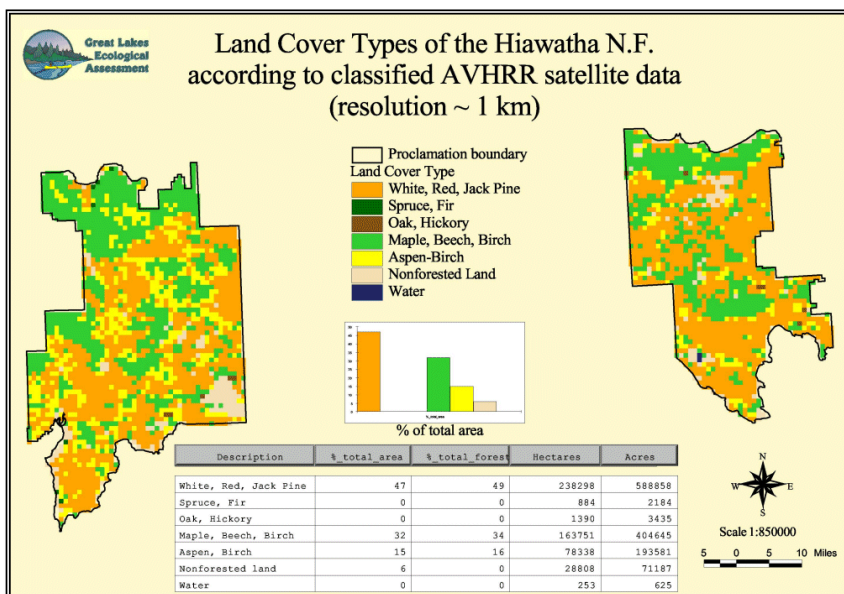 Great Lakes
Ecological
Assessment
Land Cover Types of the Hiawatha N.F.
according to classified AVHRR satellite data
(resolution ~ 1 km)
Proclamation boundary
Land Cover Type
White, Red, Jack Pine
Spruce, Fir
Oak, Hickory
Maple, Beech, Birch
Aspen-Birch
Nonforested Land
Water
% of total area
Description %_total_area %_total_forest Hectares Acres
White, Red, Jack Pine 47 49 238298 588858
Spruce, Fir 0 0 884 2184
Oak, Hickory 0 0 1390 3435
Maple, Beech, Birch 32 34 163751 404645
Aspen, Birch 15 16 78338 193581
Nonforested land 6 0 28808 71187
Water 0 0 253 625
N
W E
S
Scale 1:850000
5 0 5 10 Miles